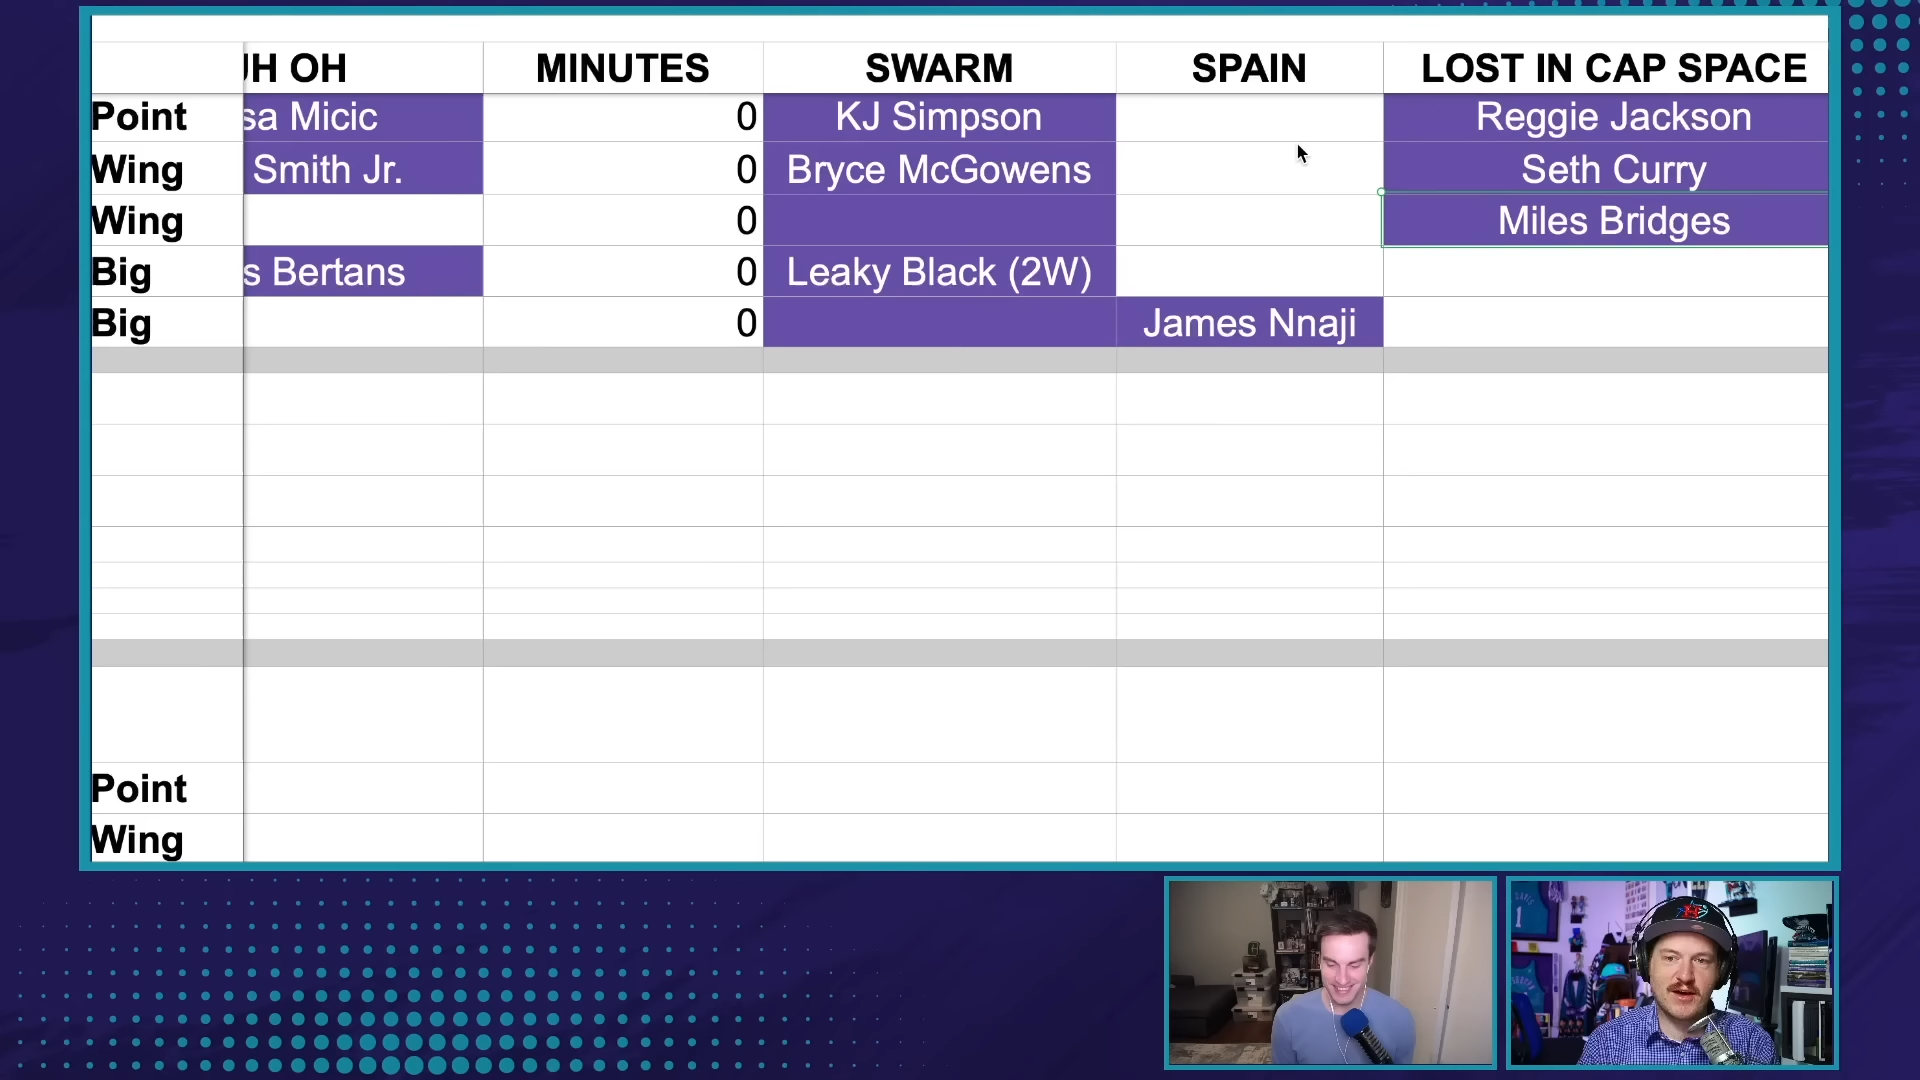 UH OH MINUTES SWARM SPAIN LOST IN CAP SPACE
Point sa Micic 0 KJ Simpson Reggie Jackson
Wing Smith Jr. 0 Bryce McGowens Seth Curry
Wing 0 Miles Bridges
Big s Bertans 0 Leaky Black (2W)
Big 0 James Nnaji
Point
Wing
1